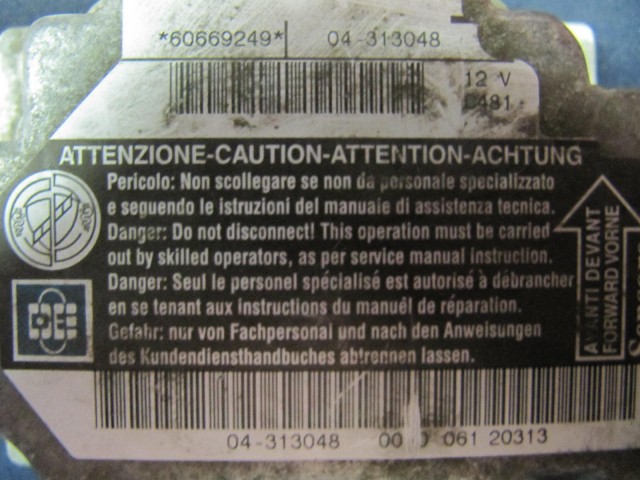 *60669249* 04-313048
12 V
C481
ATTENZIONE-CAUTION-ATTENTION-ACHTUNG
Pericolo: Non scollegare se non da personale specializzato
e seguendo le istruzioni del manuale di assistenza tecnica.
Danger: Do not disconnect! This operation must be carried
out by skilled operators, as per service manual instruction.
Danger: Seul le personel spécialisé est autorisé à débrancher
en se tenant aux instructions du manuêl de réparation.
Gefahr: nur von Fachpersonal und nach den Anweisungen
des Kundendiensthandbuches abtrennen lassen.
AVANTI DEVANT
FORWARD VORNE
04-313048 00 061 20313